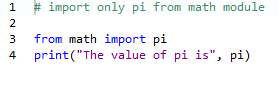 1 # import only pi from math module
2
3 from math import pi
4 print("The value of pi is", pi)